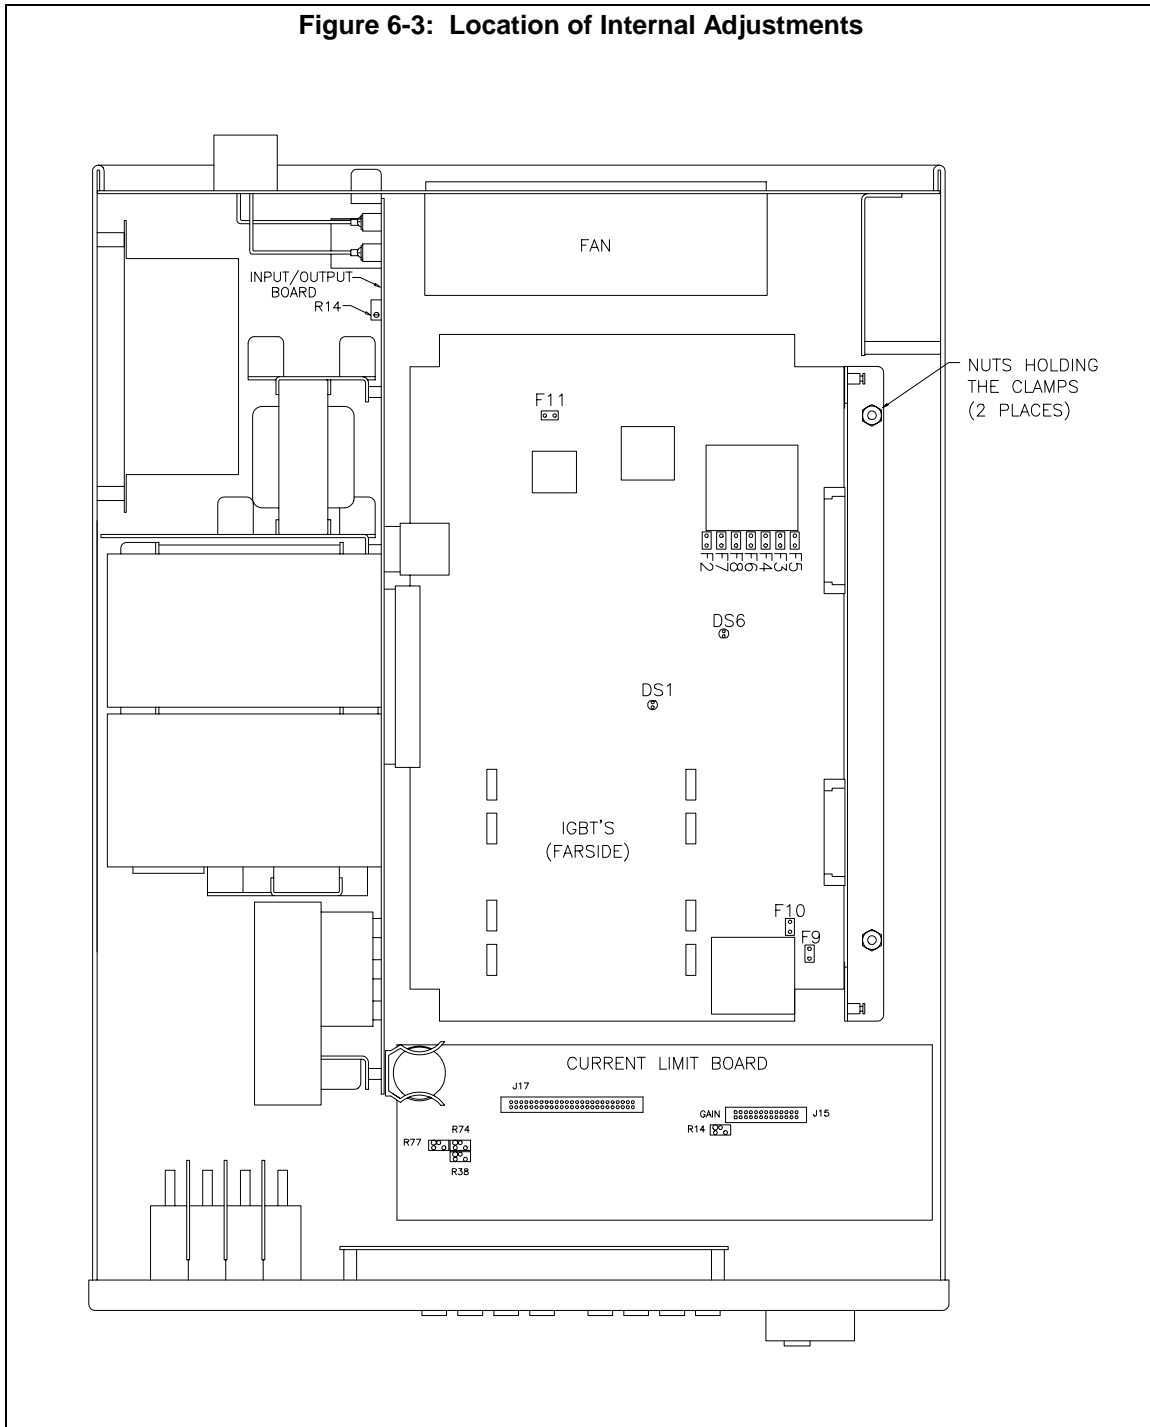 Figure 6-3:  Location of Internal Adjustments
FAN
INPUT/OUTPUT
BOARD
R14
NUTS HOLDING
THE CLAMPS
(2 PLACES)
F11
F2
F7
F8
F6
F4
F3
F5
DS6
DS1
IGBT'S
(FARSIDE)
F10
F9
CURRENT LIMIT BOARD
J17
GAIN
J15
R14
R77
R74
R38